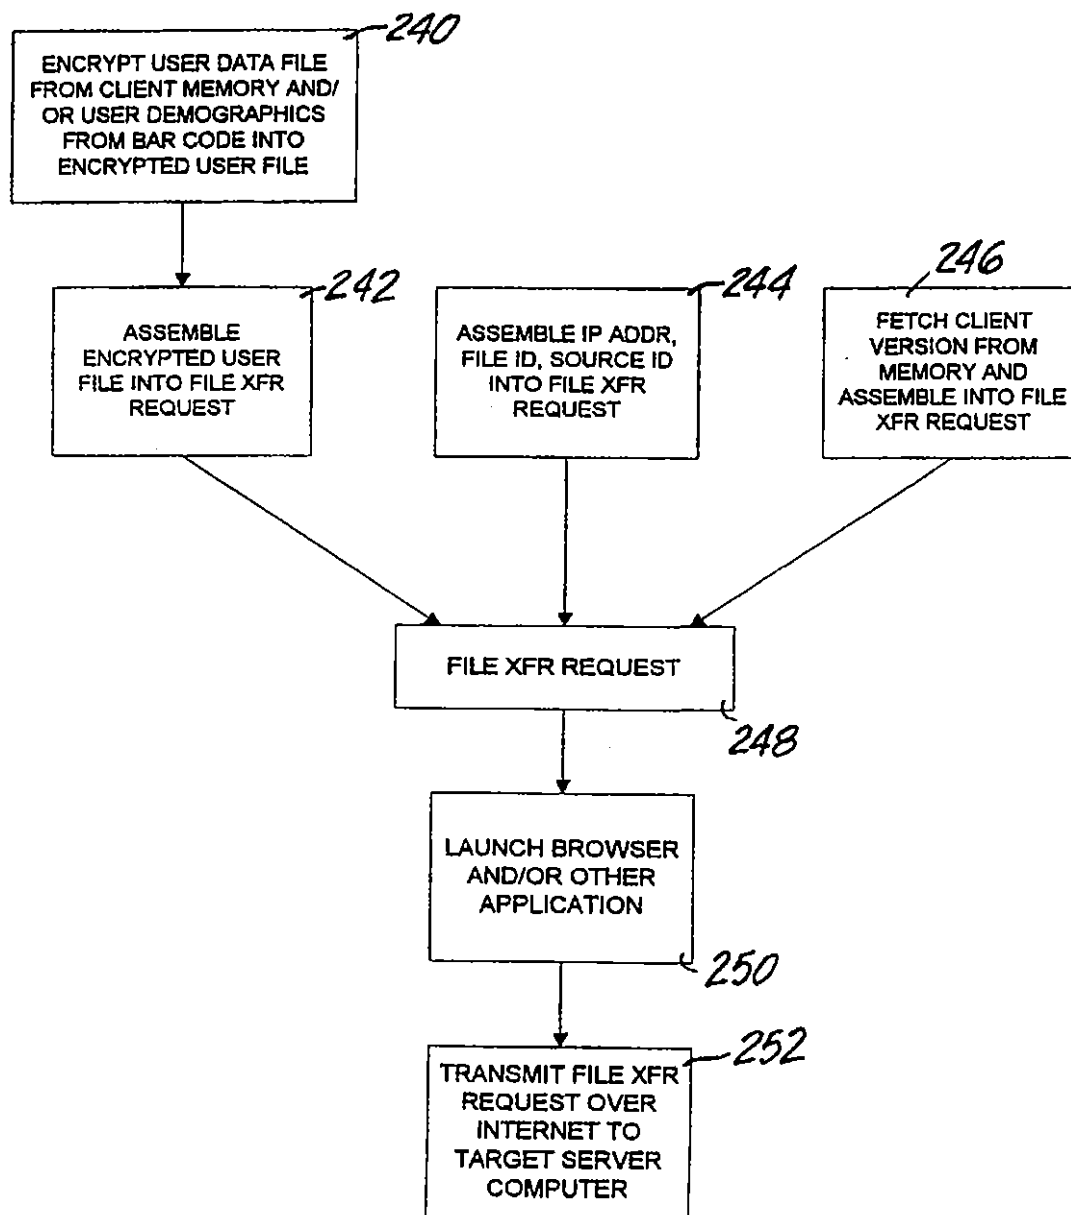 240
ENCRYPT USER DATA FILE
FROM CLIENT MEMORY AND/
OR USER DEMOGRAPHICS
FROM BAR CODE INTO
ENCRYPTED USER FILE
242
ASSEMBLE
ENCRYPTED USER
FILE INTO FILE XFR
REQUEST
244
ASSEMBLE IP ADDR,
FILE ID, SOURCE ID
INTO FILE XFR
REQUEST
246
FETCH CLIENT
VERSION FROM
MEMORY AND
ASSEMBLE INTO FILE
XFR REQUEST
FILE XFR REQUEST
248
LAUNCH BROWSER
AND/OR OTHER
APPLICATION
250
252
TRANSMIT FILE XFR
REQUEST OVER
INTERNET TO
TARGET SERVER
COMPUTER